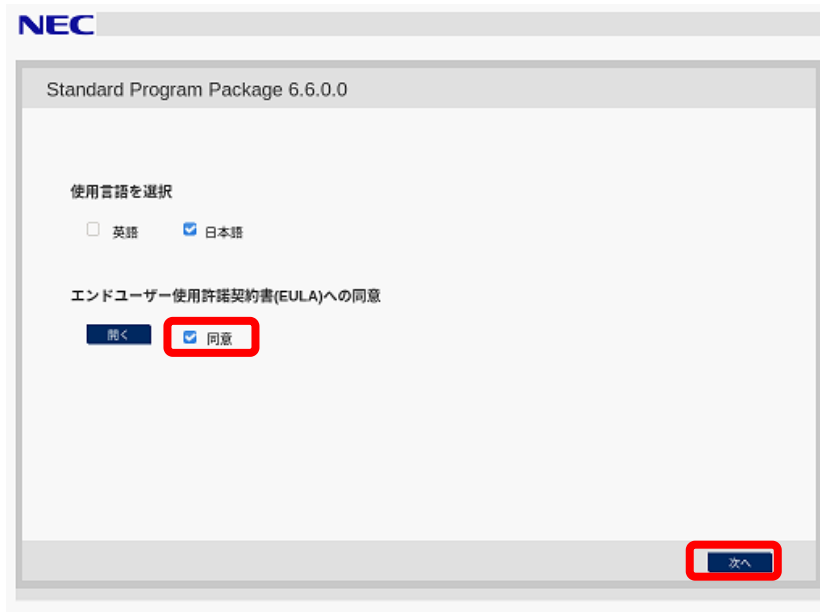 NEC
Standard Program Package 6.6.0.0
使用言語を選択
英語 日本語
エンドユーザー使用許諾契約書(EULA)への同意
開く 同意
次へ